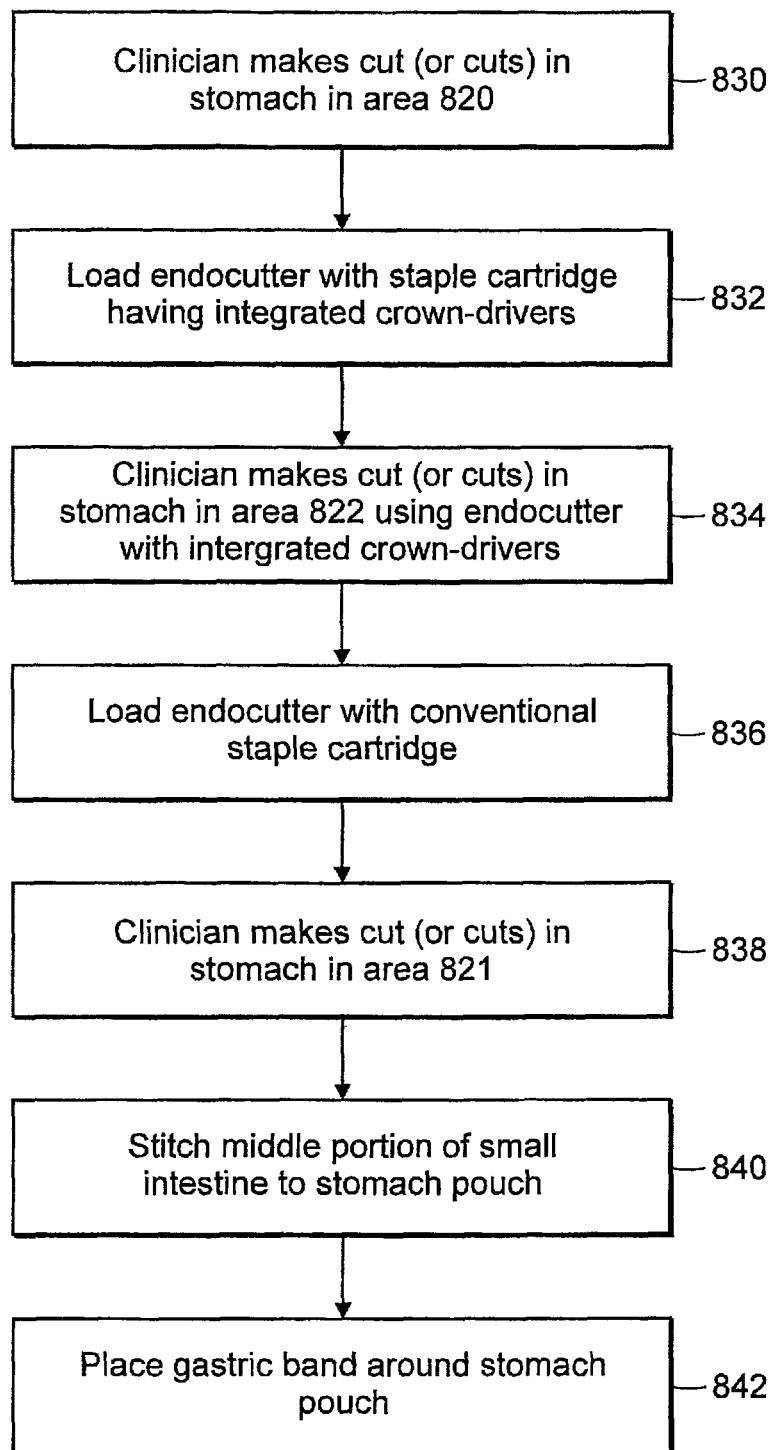 Clinician makes cut (or cuts) in
stomach in area 820
830
Load endocutter with staple cartridge
having integrated crown-drivers
832
Clinician makes cut (or cuts) in
stomach in area 822 using endocutter
with intergrated crown-drivers
834
Load endocutter with conventional
staple cartridge
836
Clinician makes cut (or cuts) in
stomach in area 821
838
Stitch middle portion of small
intestine to stomach pouch
840
Place gastric band around stomach
pouch
842